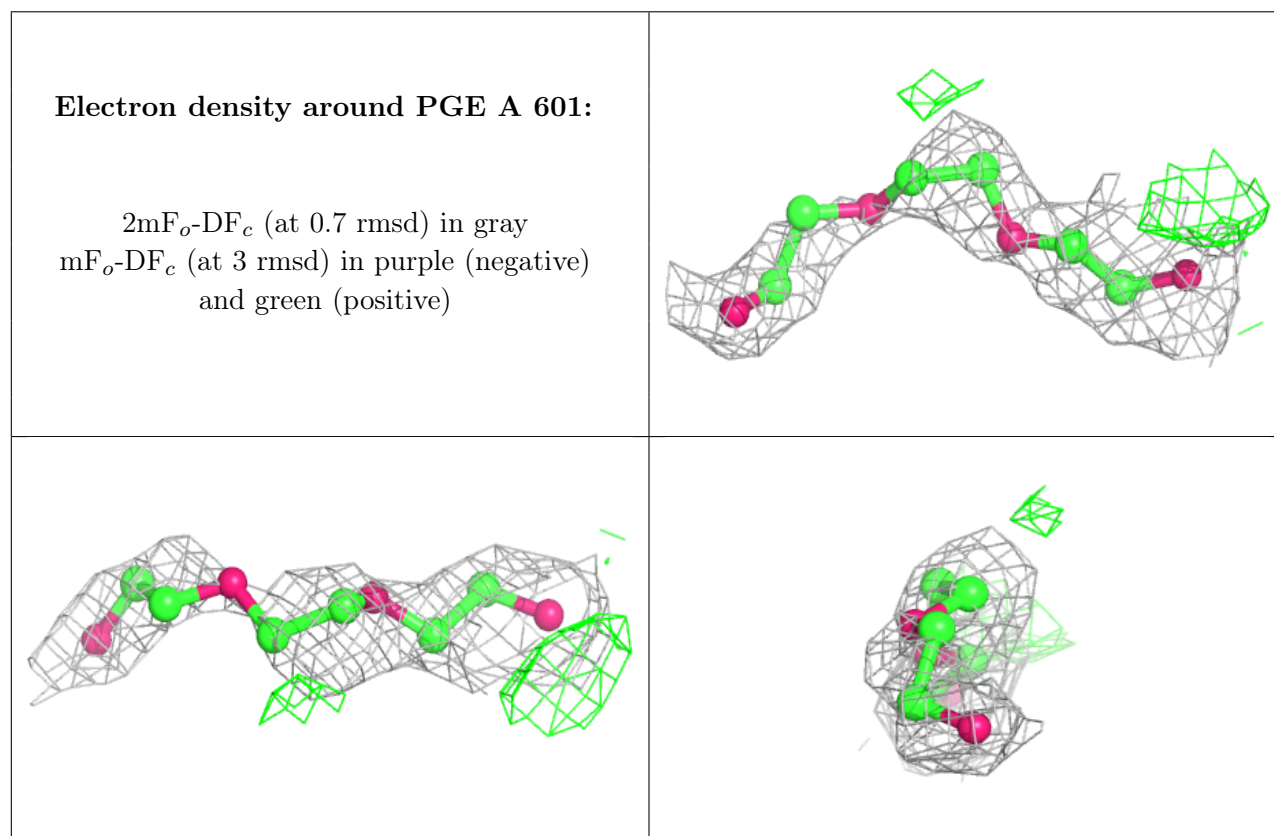 Electron density around PGE A 601:
2mFo-DFc (at 0.7 rmsd) in gray
mFo-DFc (at 3 rmsd) in purple (negative)
and green (positive)